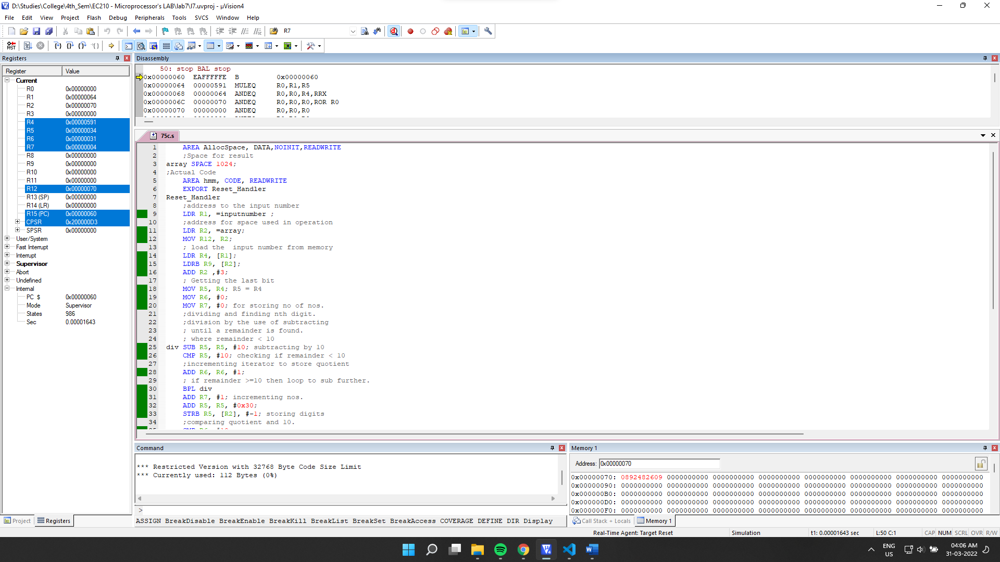 D:\Studies\College\4th_Sem\EC210 - Microprocessor's LAB\lab7\l7.uvproj - µVision4
File Edit View Project Flash Debug Peripherals Tools SVCS Window Help
R7
Registers
Register Value
Current
R0 0x00000000
R1 0x00000064
R2 0x00000070
R3 0x00000000
R4 0x00000591
R5 0x00000034
R6 0x00000031
R7 0x00000004
R8 0x00000000
R9 0x00000000
R10 0x00000000
R11 0x00000000
R12 0x00000070
R13 (SP) 0x00000000
R14 (LR) 0x00000000
R15 (PC) 0x00000060
CPSR 0x200000D3
SPSR 0x00000000
User/System
Fast Interrupt
Interrupt
Supervisor
Abort
Undefined
Internal
PC $ 0x00000060
Mode Supervisor
States 986
Sec 0.00001643
Project Registers
Disassembly
50: stop BAL stop
0x00000060 EAFFFFFE B 0x00000060
0x00000064 00000591 MULEQ R0,R1,R5
0x00000068 00000064 ANDEQ R0,R0,R4,RRX
0x0000006C 00000070 ANDEQ R0,R0,R0,ROR R0
0x00000070 00000000 ANDEQ R0,R0,R0
75c.s
1 AREA AllocSpace, DATA,NOINIT,READWRITE
2 ;Space for result
3 array SPACE 1024;
4 ;Actual Code
5 AREA hmm, CODE, READWRITE
6 EXPORT Reset_Handler
7 Reset_Handler
8 ;address to the input number
9 LDR R1, =inputnumber ;
10 ;address for space used in operation
11 LDR R2, =array;
12 MOV R12, R2;
13 ; load the  input number from memory
14 LDR R4, [R1];
15 LDRB R9, [R2];
16 ADD R2 ,#3;
17 ; Getting the last bit
18 MOV R5, R4; R5 = R4
19 MOV R6, #0;
20 MOV R7, #0; for storing no of nos.
21 ;dividing and finding nth digit.
22 ;division by the use of subtracting
23 ; until a remainder is found.
24 ; where remainder < 10
25 div SUB R5, R5, #10; subtracting by 10
26 CMP R5, #10; checking if remainder < 10
27 ;incrementing iterator to store quotient
28 ADD R6, R6, #1;
29 ; if remainder >=10 then loop to sub further.
30 BPL div
31 ADD R7, #1; incrementing nos.
32 ADD R5, R5, #0x30;
33 STRB R5, [R2], #-1; storing digits
34 ;comparing quotient and 10.
Command
*** Restricted Version with 32768 Byte Code Size Limit
*** Currently used: 112 Bytes (0%)
>
ASSIGN BreakDisable BreakEnable BreakKill BreakList BreakSet BreakAccess COVERAGE DEFINE DIR Display
Memory 1
Address: 0x00000070
0x00000070: 0892482609 0000000000 0000000000 0000000000 0000000000 0000000000 0000000000 0000000000
0x00000090: 0000000000 0000000000 0000000000 0000000000 0000000000 0000000000 0000000000 0000000000
0x000000B0: 0000000000 0000000000 0000000000 0000000000 0000000000 0000000000 0000000000 0000000000
0x000000D0: 0000000000 0000000000 0000000000 0000000000 0000000000 0000000000 0000000000 0000000000
0x000000F0: 0000000000 0000000000 0000000000 0000000000 0000000000 0000000000 0000000000 0000000000
Call Stack + Locals Memory 1
Real-Time Agent: Target Reset Simulation t1: 0.00001643 sec L:50 C:1 CAP NUM SCRL OVR R/W
ENG
US
04:06 AM
31-03-2022